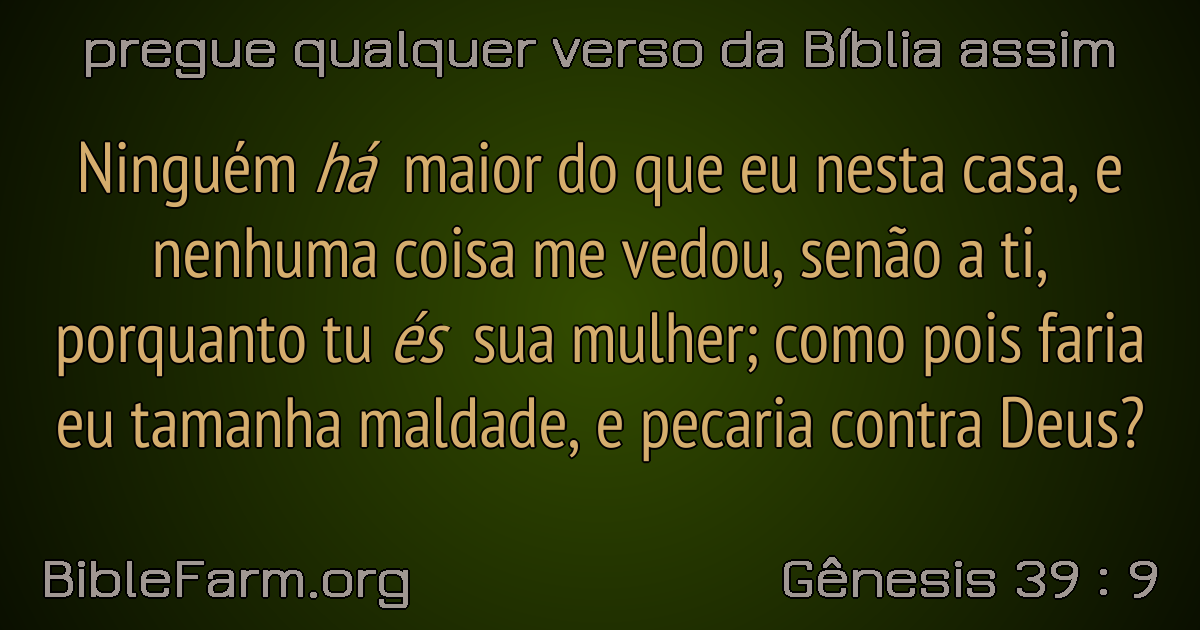 pregue qualquer verso da Bíblia assim
Ninguém há maior do que eu nesta casa, e
nenhuma coisa me vedou, senão a ti,
porquanto tu és sua mulher; como pois faria
eu tamanha maldade, e pecaria contra Deus?
BibleFarm.org
Gênesis 39 : 9